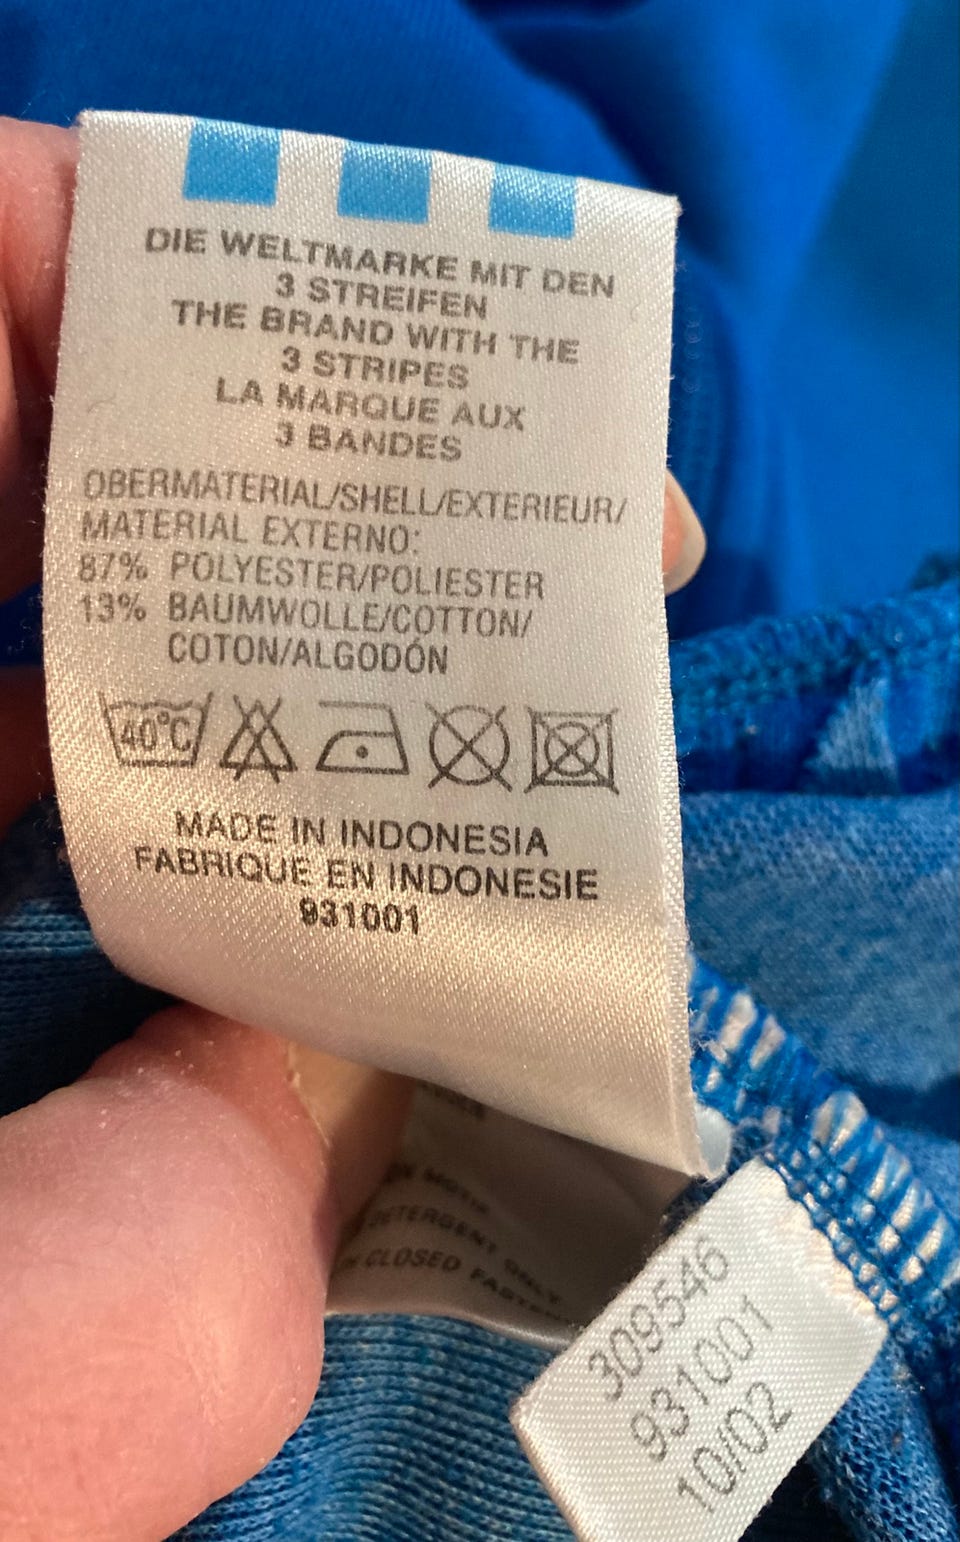 DIE WELTMARKE MIT DEN
3 STREIFEN
THE BRAND WITH THE
3 STRIPES
LA MARQUE AUX
3 BANDES
OBERMATERIAL/SHELL/EXTERIEUR/
MATERIAL EXTERNO:
87% POLYESTER/POLIESTER
13% BAUMWOLLE/COTTON/
COTON/ALGODÓN
40°C
MADE IN INDONESIA
FABRIQUE EN INDONESIE
931001
DETERGENT ONLY
CLOSED
309546
931001
10/02